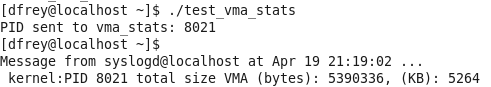 [dfrey@localhost ~]$ ./test_vma_stats
PID sent to vma_stats: 8021
[dfrey@localhost ~]$
Message from syslogd@localhost at Apr 19 21:19:02 ...
 kernel:PID 8021 total size VMA (bytes): 5390336, (KB): 5264